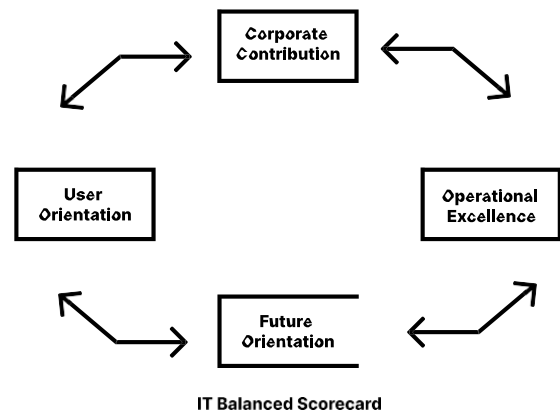 Corporate
Contribution
User
Orientation
Operational
Excellence
Future
Orientation
IT Balanced Scorecard